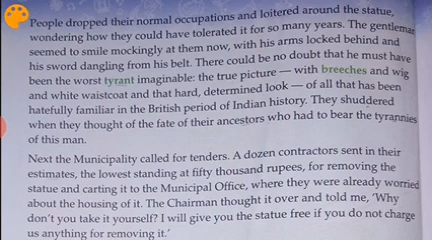 People dropped their normal occupations and loitered around the statue,
wondering how they could have tolerated it for so many years. The gentleman
seemed to smile mockingly at them now, with his arms locked behind and
his sword dangling from his belt. There could be no doubt that he must have
been the worst tyrant imaginable: the true picture — with breeches and wig
and white waistcoat and that hard, determined look — of all that has been
hatefully familiar in the British period of Indian history. They shuddered
when they thought of the fate of their ancestors who had to bear the tyrannies
of this man.
Next the Municipality called for tenders. A dozen contractors sent in their
estimates, the lowest standing at fifty thousand rupees, for removing the
statue and carting it to the Municipal Office, where they were already worried
about the housing of it. The Chairman thought it over and told me, ‘Why
don’t you take it yourself? I will give you the statue free if you do not charge
us anything for removing it.’